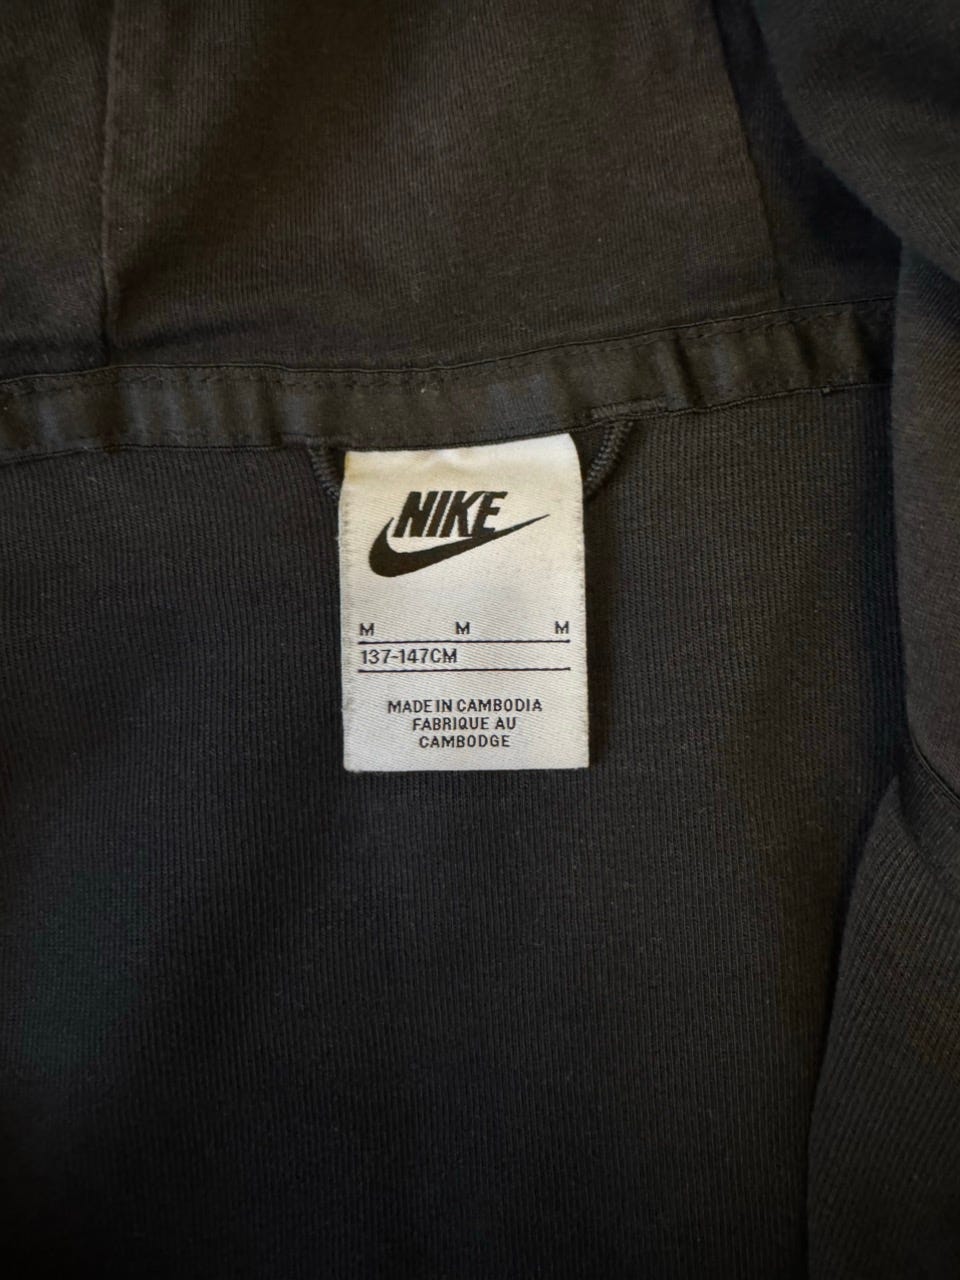 NIKE
M M M
137-147CM
MADE IN CAMBODIA
FABRIQUE AU
CAMBODGE